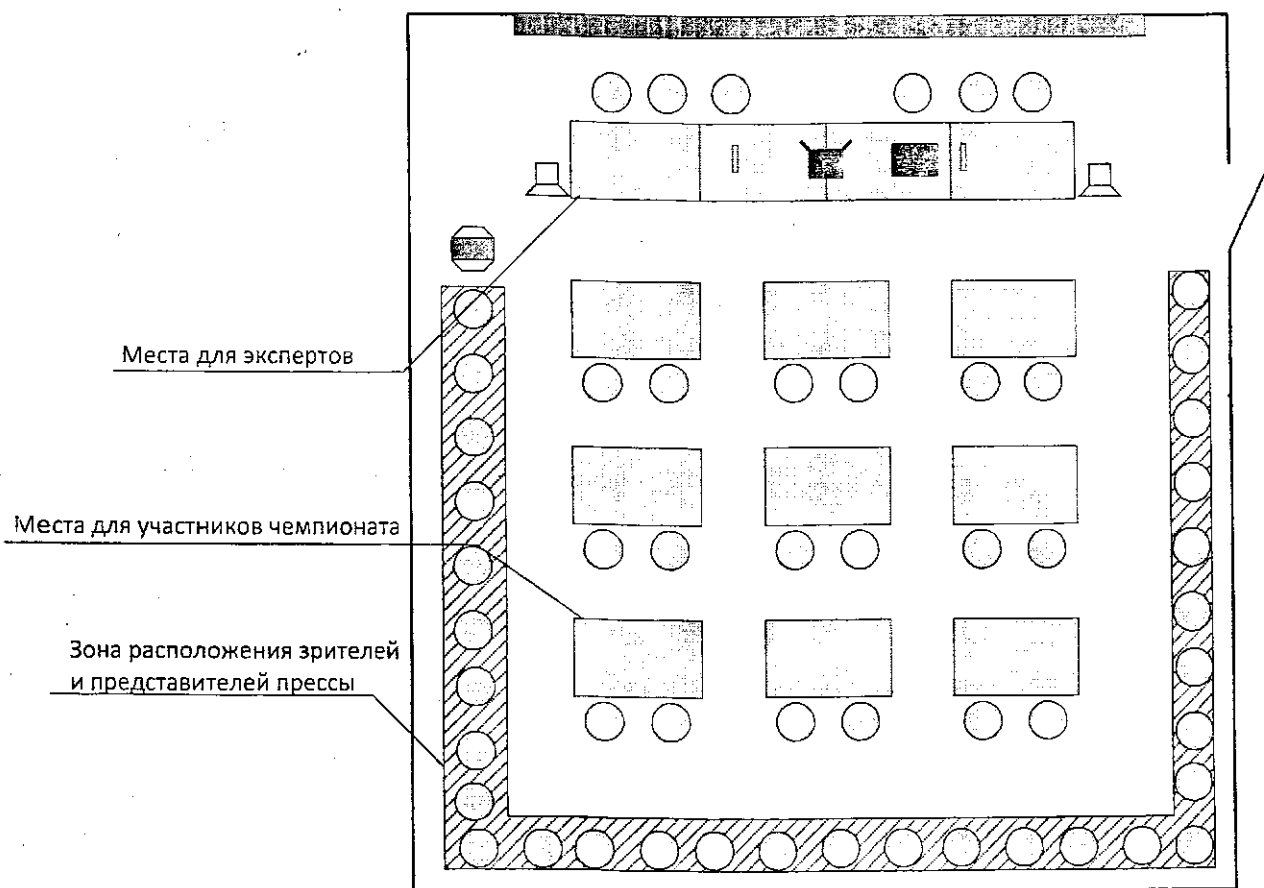 Места для экспертов
Места для участников чемпионата
Зона расположения зрителей
и представителей прессы